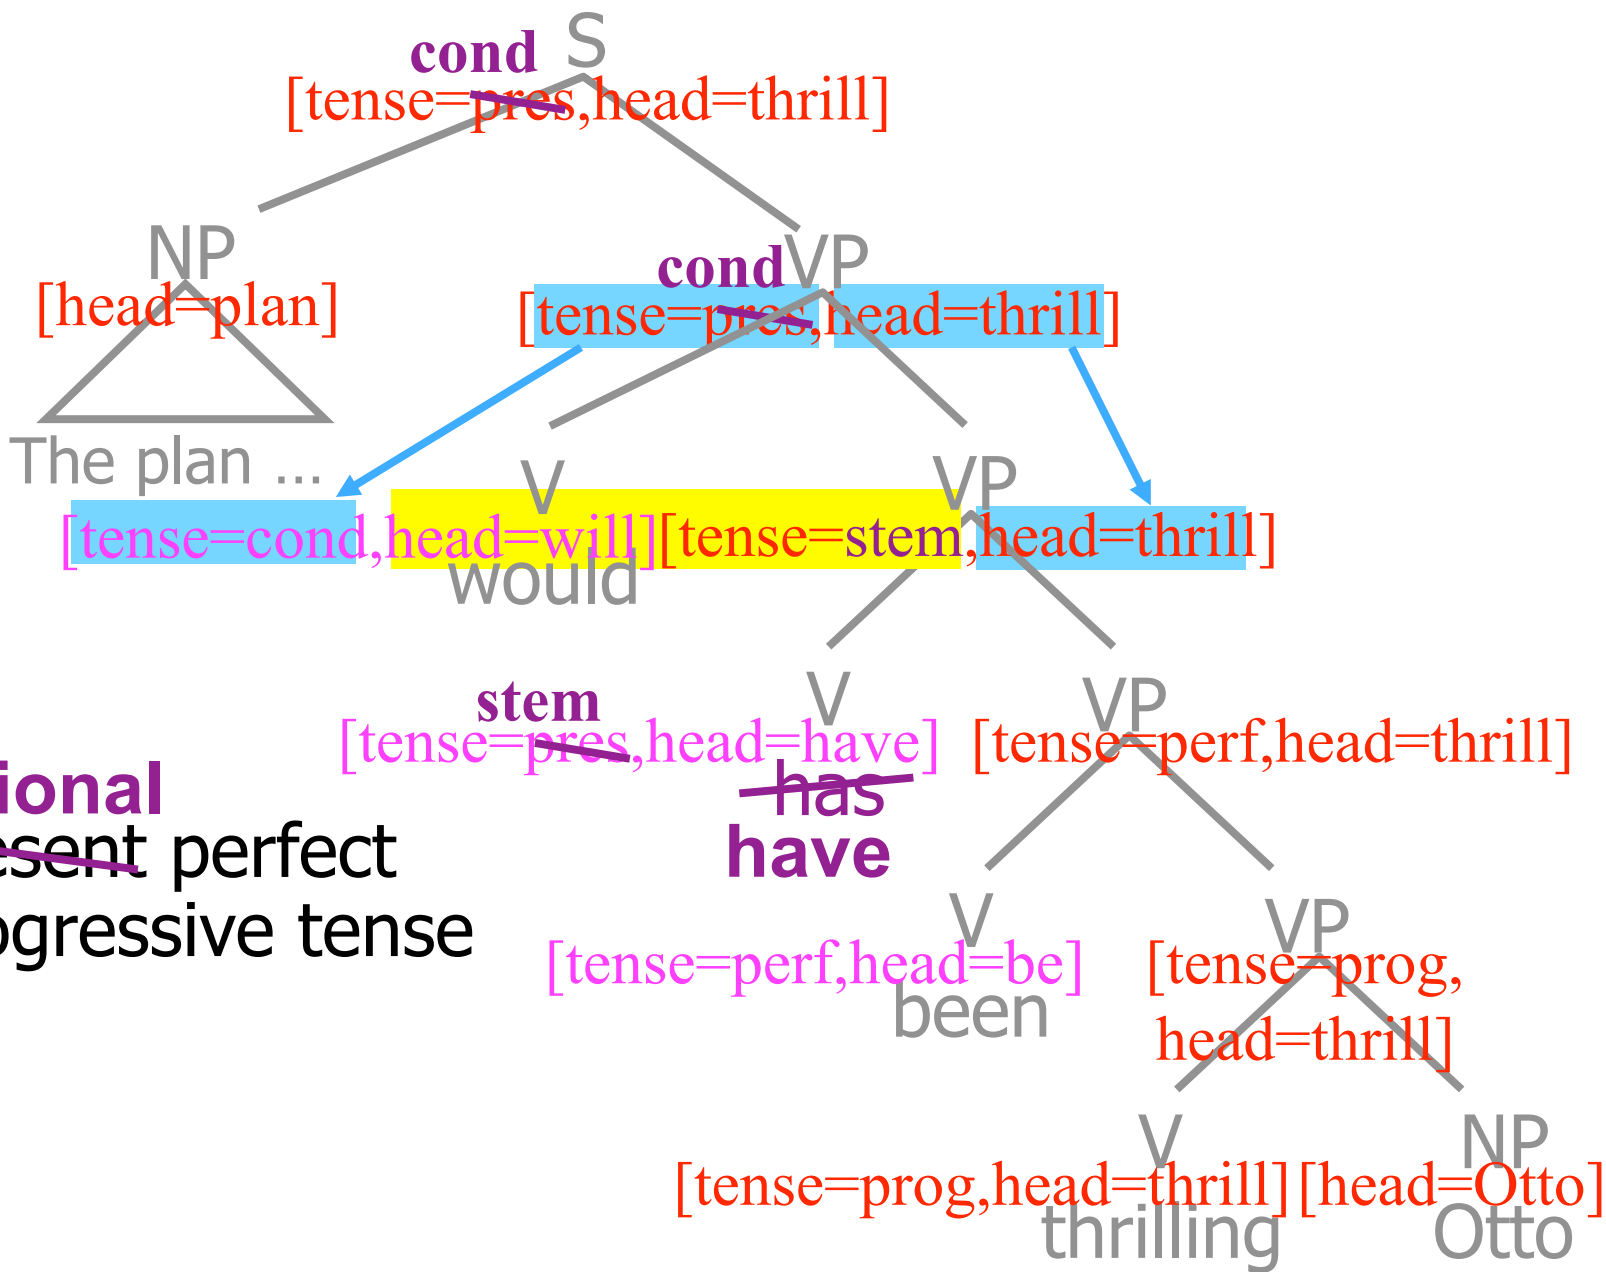 S
cond
[tense=pres,head=thrill]
NP
[head=plan]
VP
cond
[tense=pres,head=thrill]
The plan ...
V
VP
[tense=cond,head=will]
[tense=stem,head=thrill]
would
V
VP
stem
[tense=pres,head=have]
[tense=perf,head=thrill]
has
have
ional
esent perfect
ogressive tense
V
VP
[tense=perf,head=be]
[tense=prog,
head=thrill]
been
V
NP
[tense=prog,head=thrill]
[head=Otto]
thrilling
Otto